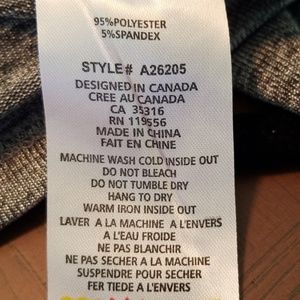 95%POLYESTER
5%SPANDEX
STYLE# A26205
DESIGNED IN CANADA
CREE AU CANADA
CA 35316
RN 119556
MADE IN CHINA
FAIT EN CHINE
MACHINE WASH COLD INSIDE OUT
DO NOT BLEACH
DO NOT TUMBLE DRY
HANG TO DRY
WARM IRON INSIDE OUT
LAVER A LA MACHINE A L'ENVERS
A L'EAU FROIDE
NE PAS BLANCHIR
NE PAS SECHER A LA MACHINE
SUSPENDRE POUR SECHER
FER TIEDE A L'ENVERS